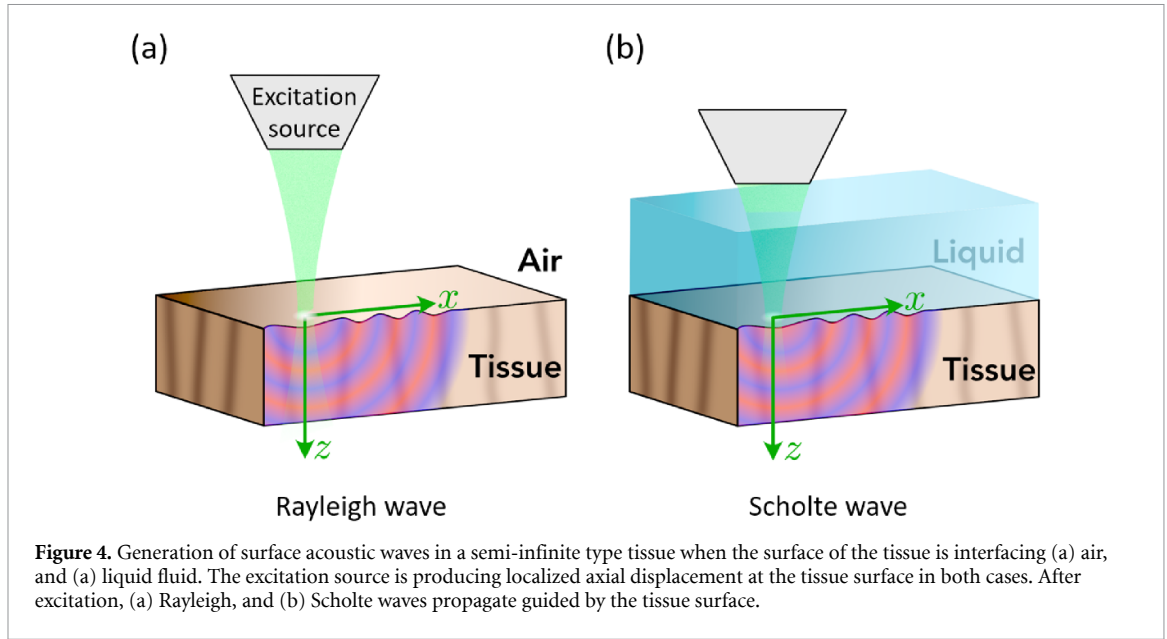 (a)
Excitation
source
Air
x
Tissue
z
Rayleigh wave
(b)
Liquid
x
Tissue
z
Scholte wave
Figure 4. Generation of surface acoustic waves in a semi-infinite type tissue when the surface of the tissue is interfacing (a) air,
and (a) liquid fluid. The excitation source is producing localized axial displacement at the tissue surface in both cases. After
excitation, (a) Rayleigh, and (b) Scholte waves propagate guided by the tissue surface.